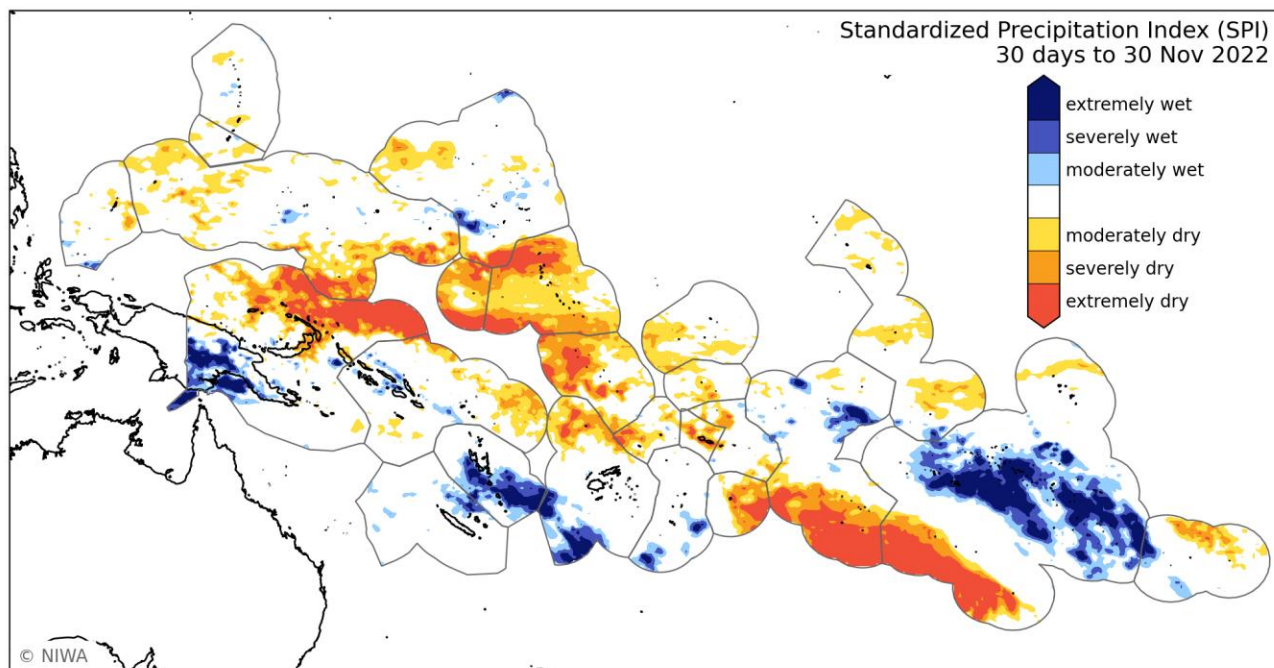 Standardized Precipitation Index (SPI)
30 days to 30 Nov 2022
extremely wet
severely wet
moderately wet
moderately dry
severely dry
extremely dry
© NIWA